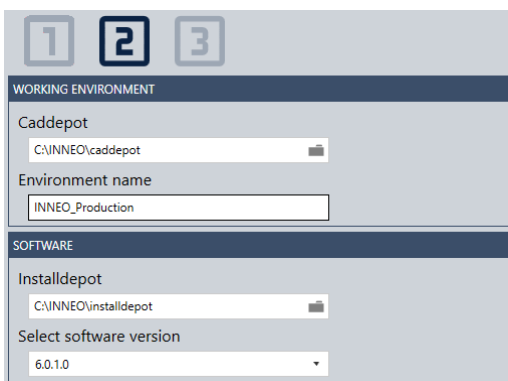 1 2 3
WORKING ENVIRONMENT
Caddepot
C:\INNEO\caddepot
Environment name
INNEO_Production
SOFTWARE
Installdepot
C:\INNEO\installdepot
Select software version
6.0.1.0